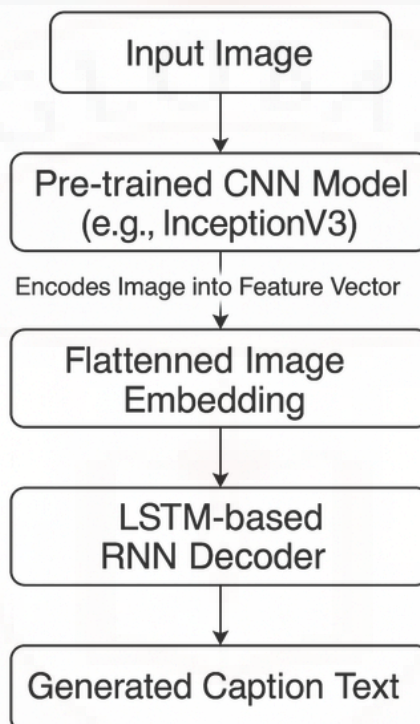 Input Image
Pre-trained CNN Model
(e.g., InceptionV3)
Encodes Image into Feature Vector
Flattenned Image
Embedding
LSTM-based
RNN Decoder
Generated Caption Text